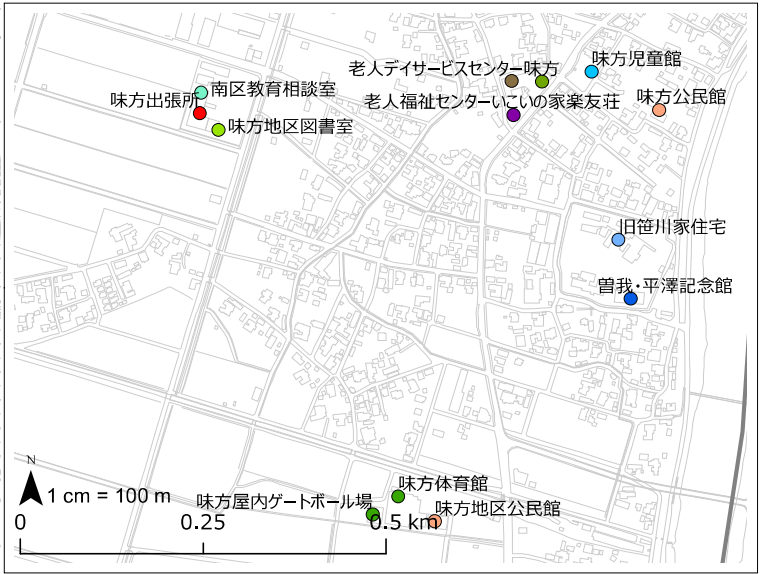 味方児童館
老人デイサービスセンター味方
南区教育相談室
味方公民館
味方出張所
老人福祉センターいこいの家楽友荘
味方地区図書室
旧笹川家住宅
曽我・平澤記念館
N
1 cm = 100 m
味方体育館
味方屋内ゲートボール場
味方地区公民館
0 0.25 0.5 km